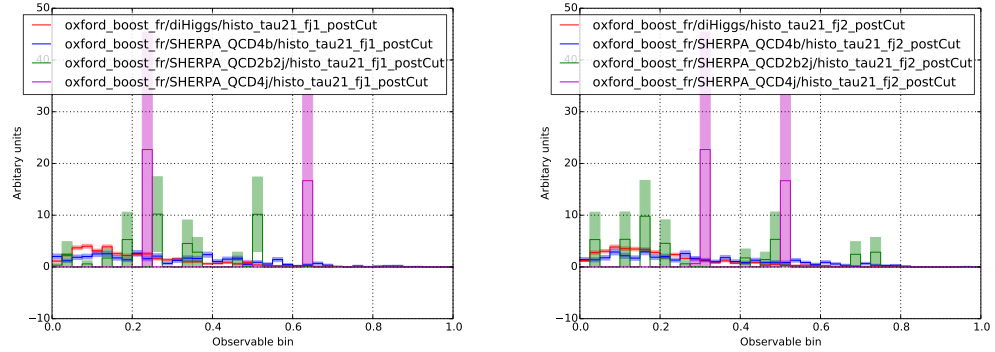 oxford_boost_fr/diHiggs/histo_tau21_fj1_postCut
oxford_boost_fr/SHERPA_QCD4b/histo_tau21_fj1_postCut
oxford_boost_fr/SHERPA_QCD2b2j/histo_tau21_fj1_postCut
oxford_boost_fr/SHERPA_QCD4j/histo_tau21_fj1_postCut
40
30
20
10
0
−10
Arbitary units
0.0 0.2 0.4 0.6 0.8 1.0
Observable bin
oxford_boost_fr/diHiggs/histo_tau21_fj2_postCut
oxford_boost_fr/SHERPA_QCD4b/histo_tau21_fj2_postCut
oxford_boost_fr/SHERPA_QCD2b2j/histo_tau21_fj2_postCut
oxford_boost_fr/SHERPA_QCD4j/histo_tau21_fj2_postCut
40
30
20
10
0
−10
Arbitary units
0.0 0.2 0.4 0.6 0.8 1.0
Observable bin